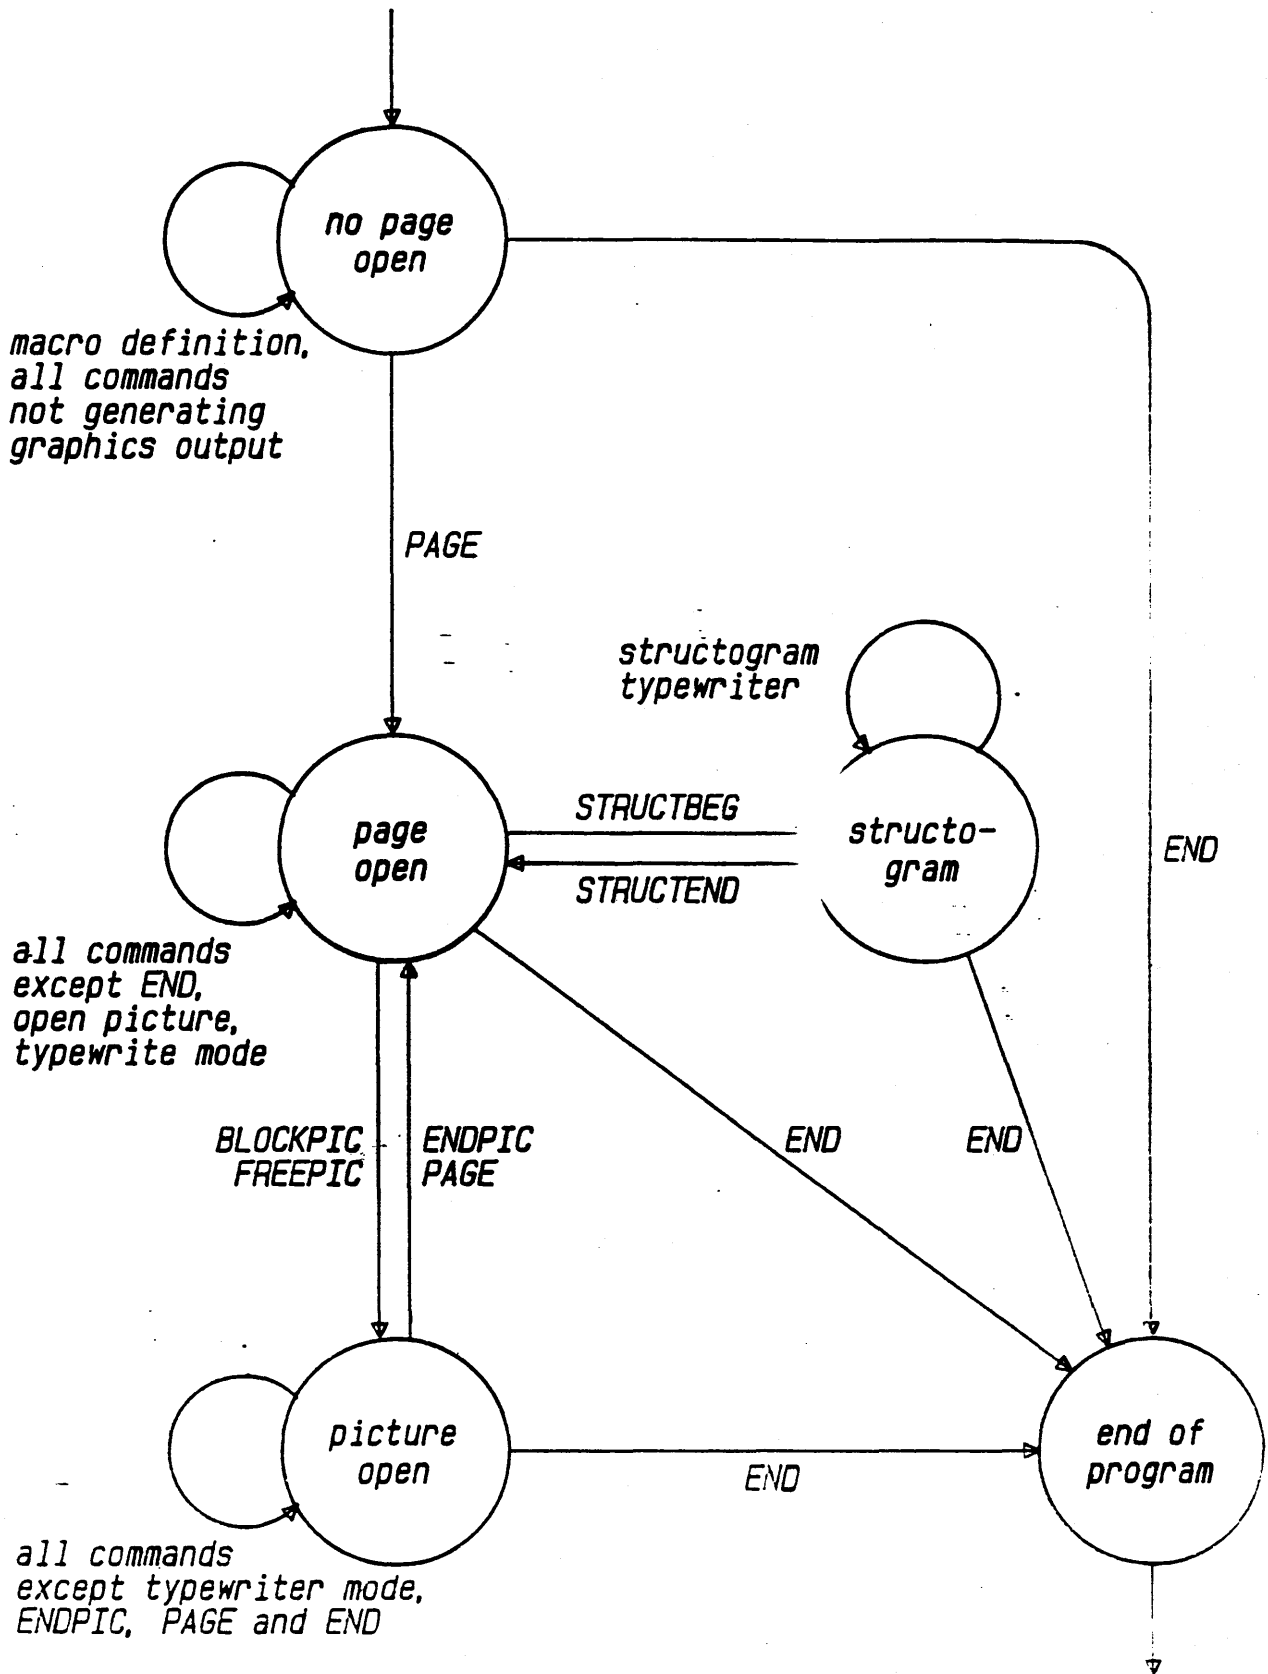 no page
open
macro definition,
all commands
not generating
graphics output
PAGE
structogram
typewriter
STRUCTBEG
page
open
structo-
gram
END
STRUCTEND
all commands
except END,
open picture,
typewrite mode
BLOCKPIC
FREEPIC
ENDPIC
PAGE
END
END
picture
open
end of
program
END
all commands
except typewriter mode,
ENDPIC, PAGE and END